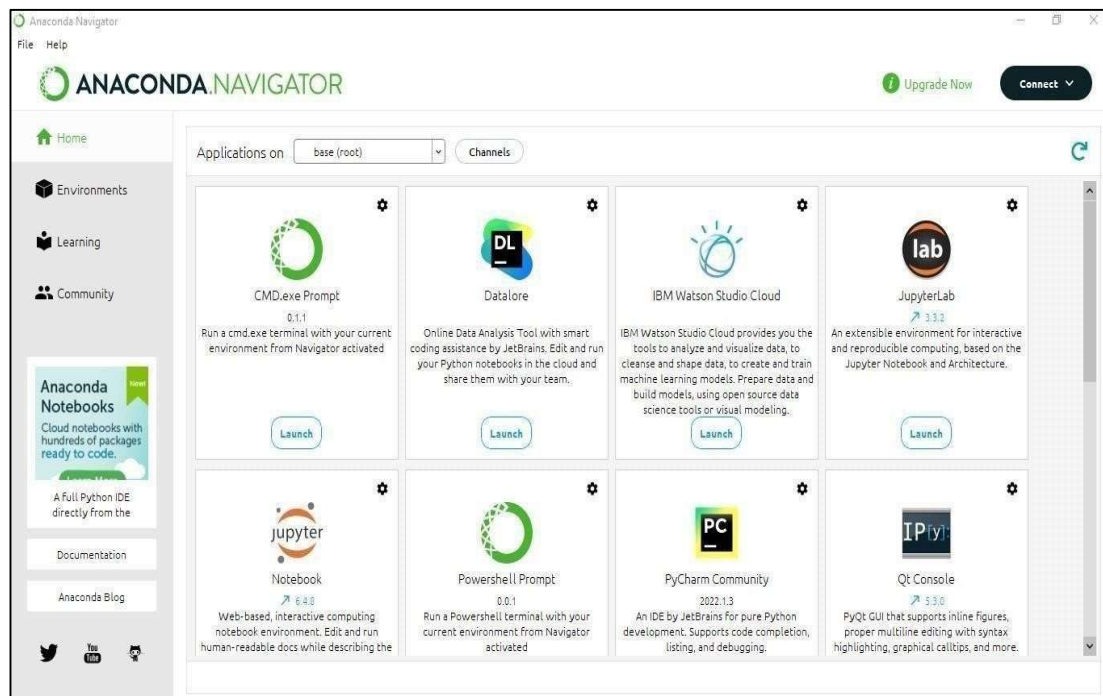 Anaconda Navigator
File Help
ANACONDA.NAVIGATOR
i Upgrade Now
Connect
Home
Environments
Learning
Community
Applications on base (root) Channels
CMD.exe Prompt
0.1.1
Run a cmd.exe terminal with your current
environment from Navigator activated
Launch
DL
Datalore
Online Data Analysis Tool with smart
coding assistance by JetBrains. Edit and run
your Python notebooks in the cloud and
share them with your team.
Launch
IBM Watson Studio Cloud
IBM Watson Studio Cloud provides you the
tools to analyze and visualize data, to
cleanse and shape data, to create and train
machine learning models. Prepare data and
build models, using open source data
science tools or visual modeling.
Launch
lab
JupyterLab
3.3.2
An extensible environment for interactive
and reproducible computing, based on the
Jupyter Notebook and Architecture.
Launch
Anaconda
Notebooks
New!
Cloud notebooks with
hundreds of packages
ready to code.
A full Python IDE
directly from the
Documentation
Anaconda Blog
You
Tube
jupyter
Notebook
6.4.8
Web-based, interactive computing
notebook environment. Edit and run
human-readable docs while describing the
Powershell Prompt
0.0.1
Run a Powershell terminal with your
current environment from Navigator
activated
PC
PyCharm Community
2022.1.3
An IDE by JetBrains for pure Python
development. Supports code completion,
listing, and debugging.
IP[y]:
Qt Console
5.3.0
PyQt GUI that supports inline figures,
proper multiline editing with syntax
highlighting, graphical calltips, and more.